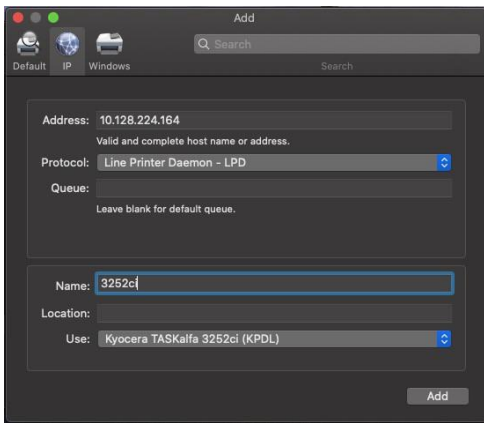 Add
Search
Default IP Windows Search
Address: 10.128.224.164
Valid and complete host name or address.
Protocol: Line Printer Daemon - LPD
Queue:
Leave blank for default queue.
Name: 3252ci
Location:
Use: Kyocera TASKalfa 3252ci (KPDL)
Add